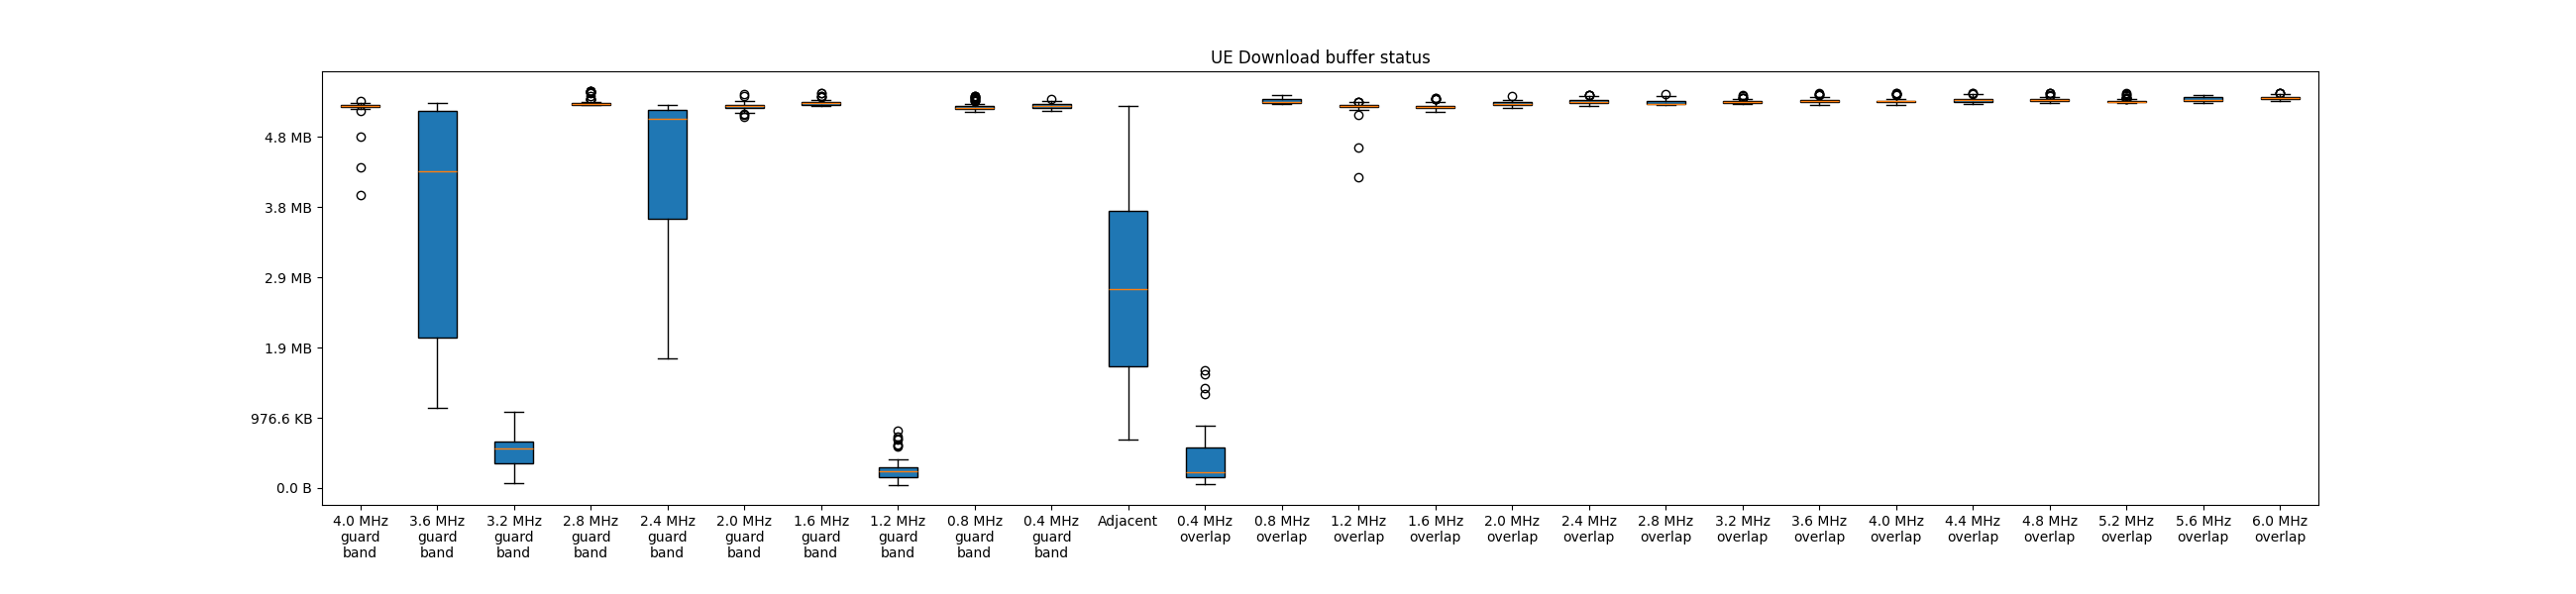 UE Download buffer status
4.8 MB
3.8 MB
2.9 MB
1.9 MB
976.6 KB
0.0 B
4.0 MHz
guard
band
3.6 MHz
guard
band
3.2 MHz
guard
band
2.8 MHz
guard
band
2.4 MHz
guard
band
2.0 MHz
guard
band
1.6 MHz
guard
band
1.2 MHz
guard
band
0.8 MHz
guard
band
0.4 MHz
guard
band
Adjacent
0.4 MHz
overlap
0.8 MHz
overlap
1.2 MHz
overlap
1.6 MHz
overlap
2.0 MHz
overlap
2.4 MHz
overlap
2.8 MHz
overlap
3.2 MHz
overlap
3.6 MHz
overlap
4.0 MHz
overlap
4.4 MHz
overlap
4.8 MHz
overlap
5.2 MHz
overlap
5.6 MHz
overlap
6.0 MHz
overlap